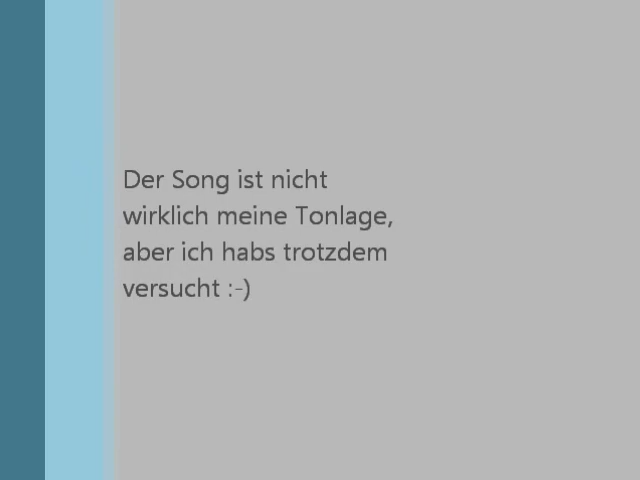 Der Song ist nicht
wirklich meine Tonlage,
aber ich habs trotzdem
versucht :-)